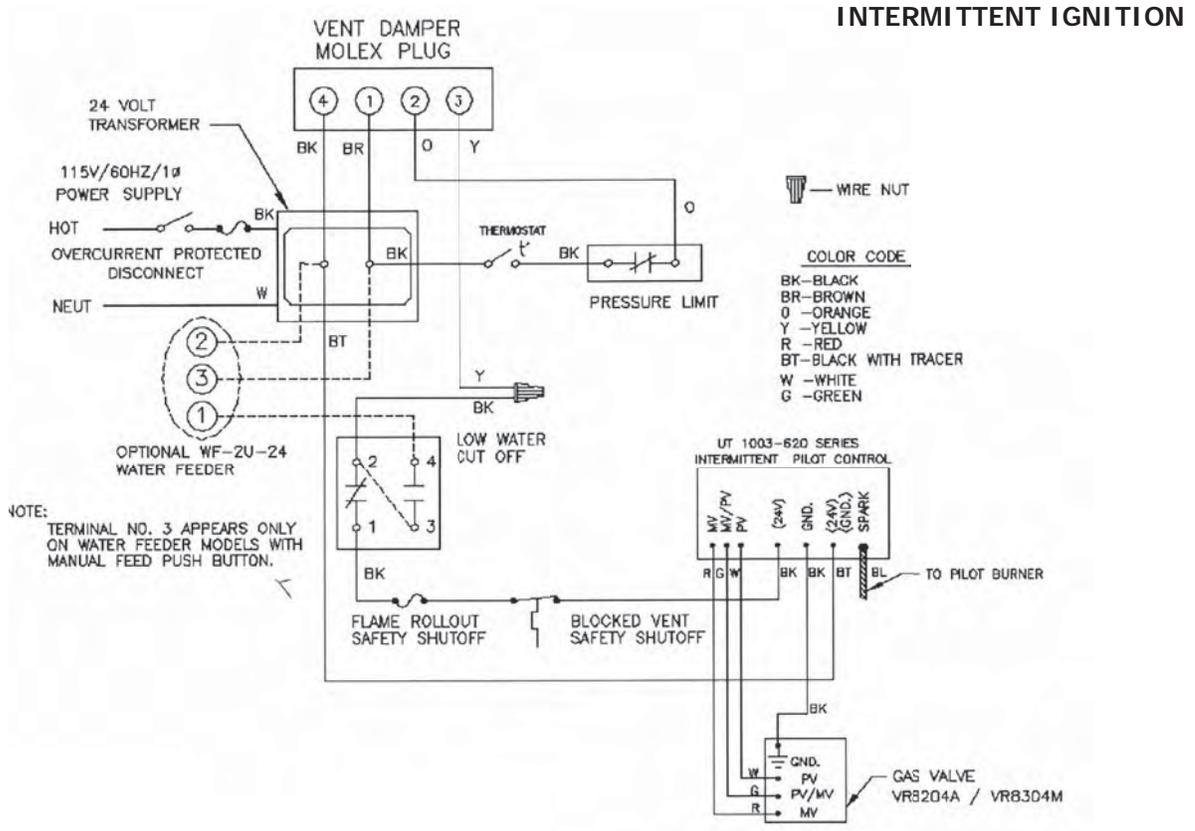 INTERMITTENT IGNITION
VENT DAMPER
MOLEX PLUG
4 1 2 3
24 VOLT
TRANSFORMER
BK BR O Y
115V/60HZ/1ø
POWER SUPPLY
WIRE NUT
HOT
BK
O
THERMOSTAT
t'
BK
BK
OVERCURRENT PROTECTED
DISCONNECT
COLOR CODE
W
NEUT
PRESSURE LIMIT
BK-BLACK
BR-BROWN
O -ORANGE
Y -YELLOW
R -RED
BT-BLACK WITH TRACER
W -WHITE
G -GREEN
2
BT
3
Y
BK
1
LOW WATER
CUT OFF
OPTIONAL WF-2U-24
WATER FEEDER
UT 1003-620 SERIES
INTERMITTENT PILOT CONTROL
2 4
1 3
MV
MV/PV
PV
(24V)
GND.
(24V)
(GND.)
SPARK
NOTE:
TERMINAL NO. 3 APPEARS ONLY
ON WATER FEEDER MODELS WITH
MANUAL FEED PUSH BUTTON.
BK
R G W BK BK BT BL
TO PILOT BURNER
FLAME ROLLOUT
SAFETY SHUTOFF
BLOCKED VENT
SAFETY SHUTOFF
BK
GND.
W PV
G PV/MV
R MV
GAS VALVE
VR8204A / VR8304M